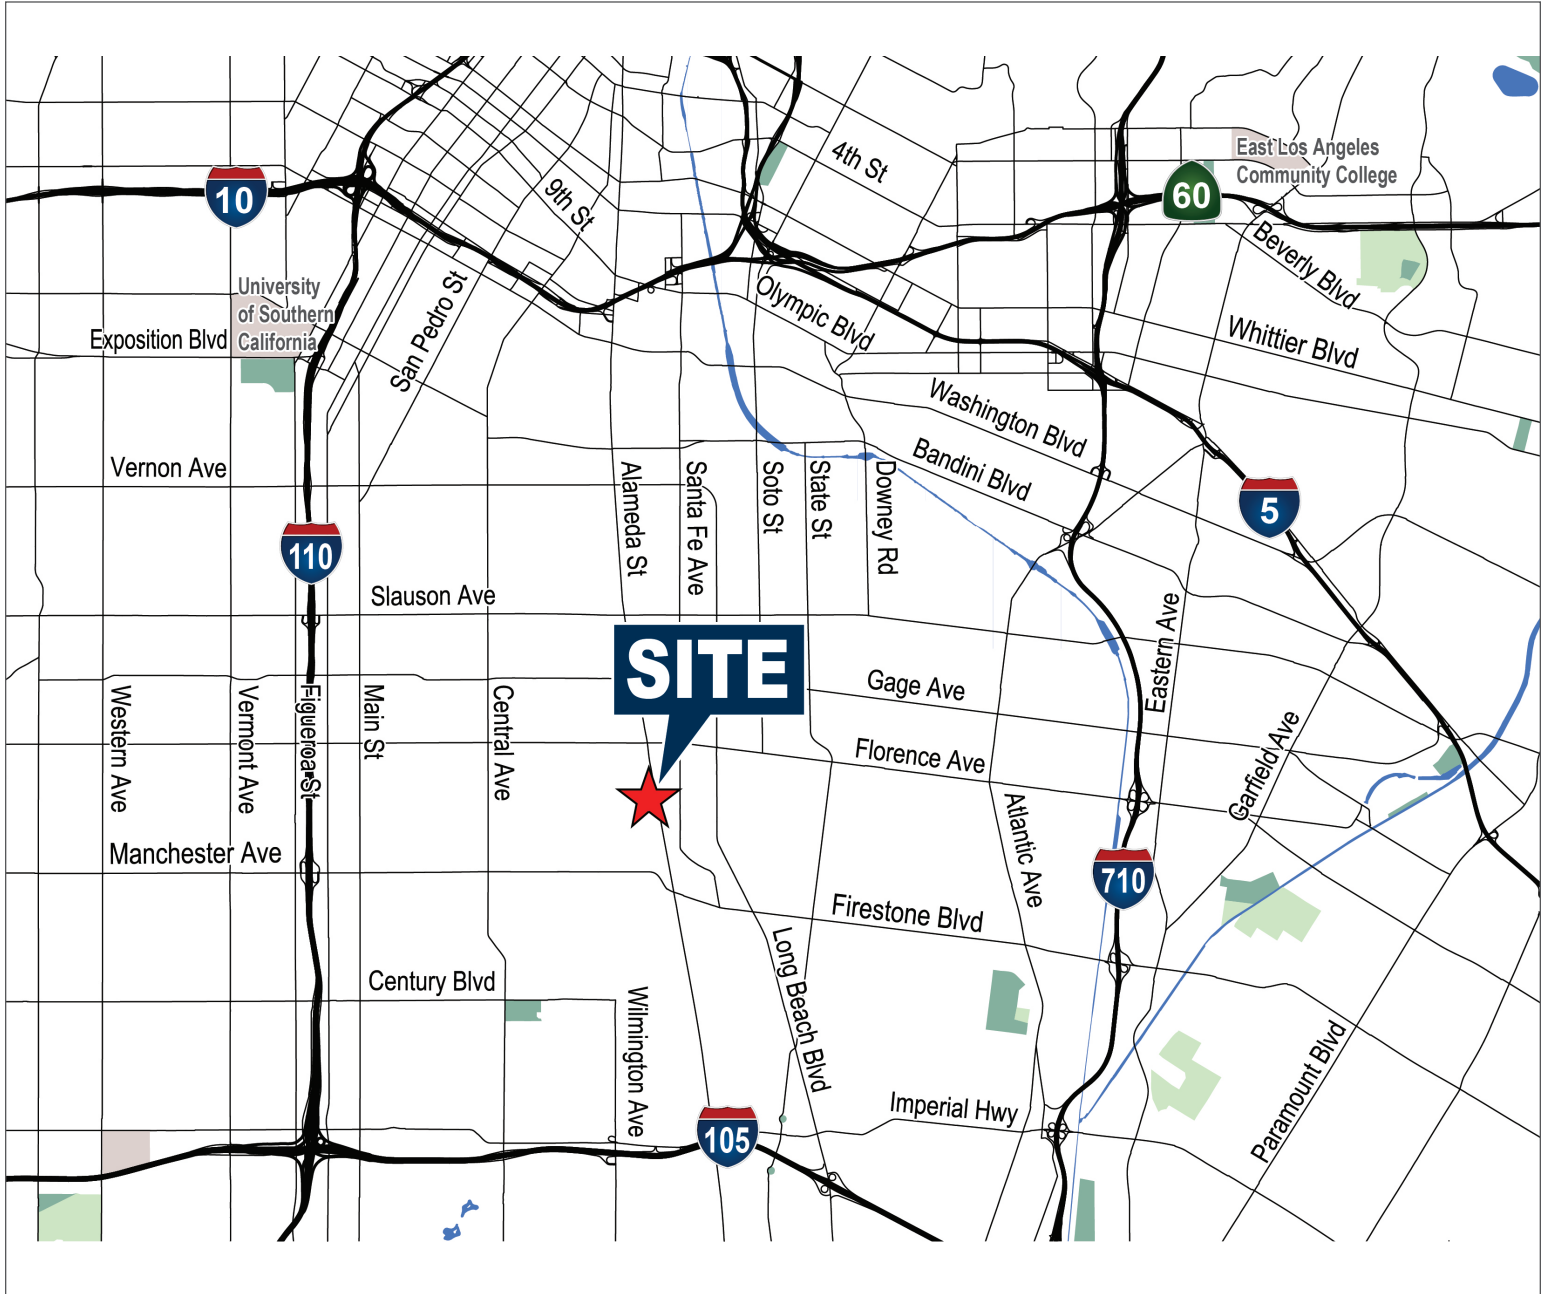 4th St
East Los Angeles
Community College
10
9th St
60
Beverly Blvd
University
of Southern
California
San Pedro St
Olympic Blvd
Exposition Blvd
Whittier Blvd
Washington Blvd
Bandini Blvd
Vernon Ave
Alameda St
Santa Fe Ave
Soto St
State St
Downey Rd
5
110
Slauson Ave
Eastern Ave
SITE
Gage Ave
Western Ave
Vermont Ave
Figueroa St
Main St
Central Ave
Florence Ave
Garfield Ave
Atlantic Ave
Manchester Ave
710
Firestone Blvd
Long Beach Blvd
Century Blvd
Wilmington Ave
Paramount Blvd
Imperial Hwy
105